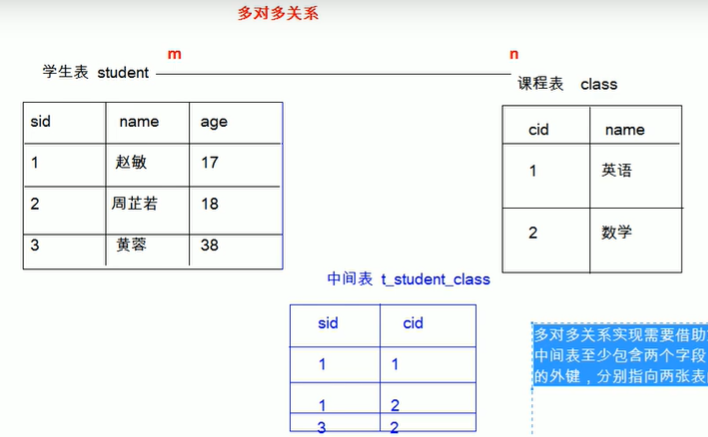 多对多关系
m n
学生表 student
课程表 class
sid name age
1 赵敏 17
2 周芷若 18
3 黄蓉 38
cid name
1 英语
2 数学
中间表 t_student_class
sid cid
1 1
1 2
3 2
多对多关系实现需要借助
中间表至少包含两个字段
的外键，分别指向两张表